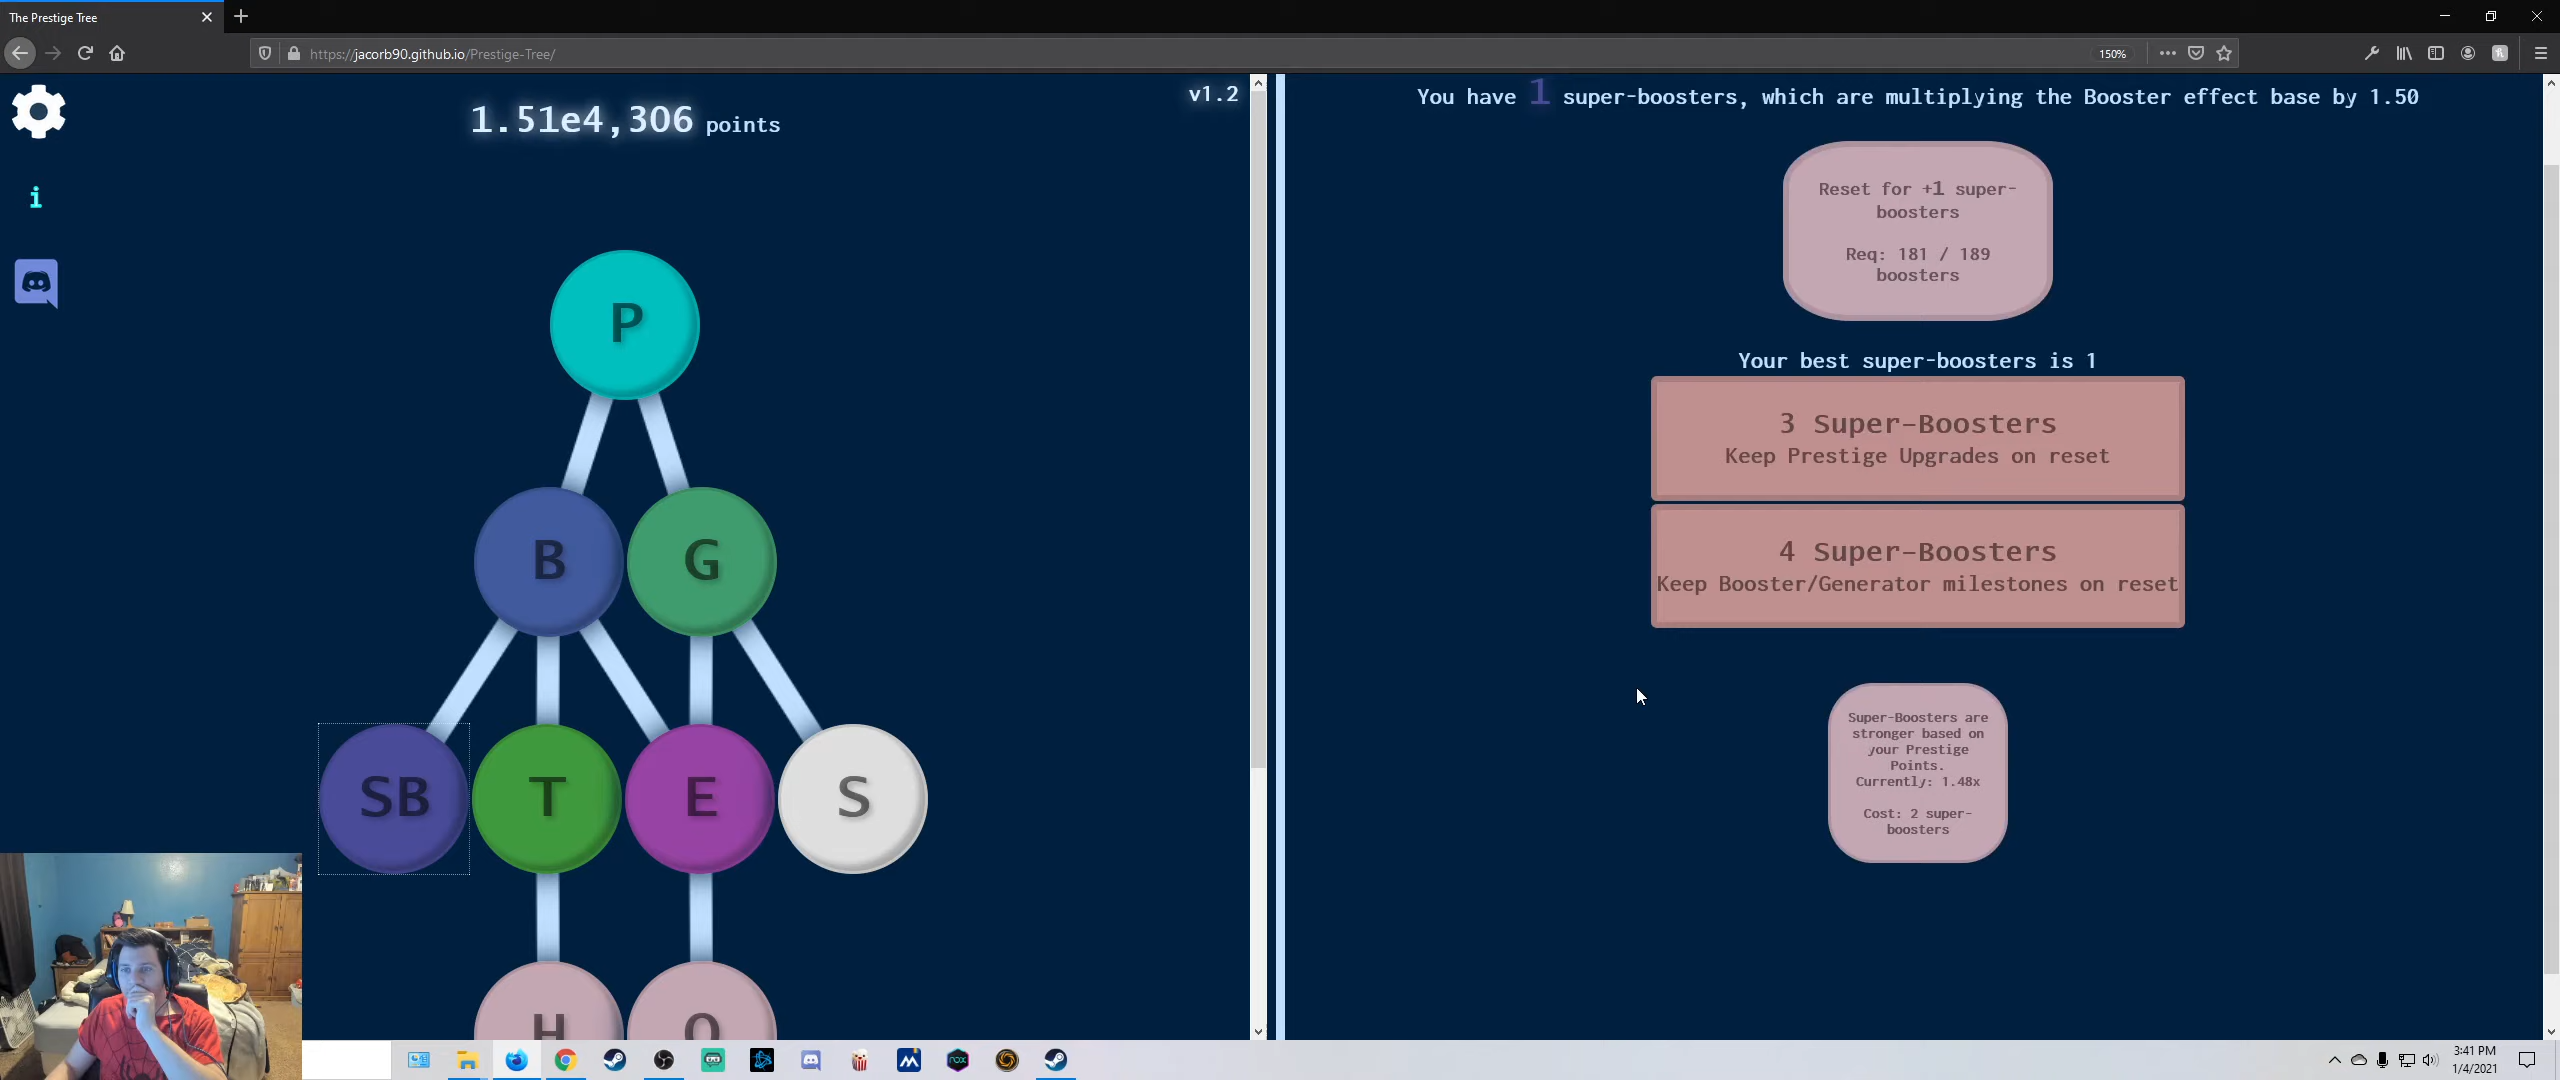 The Prestige Tree
https://jacorb90.github.io/Prestige-Tree/
150%
1.51e4,306 points
v1.2
i
P
B
G
SB
T
E
S
H
Q
You have 1 super-boosters, which are multiplying the Booster effect base by 1.50
Reset for +1 super-
boosters
Req: 181 / 189
boosters
Your best super-boosters is 1
3 Super-Boosters
Keep Prestige Upgrades on reset
4 Super-Boosters
Keep Booster/Generator milestones on reset
Super-Boosters are
stronger based on
your Prestige
Points.
Currently: 1.48x
Cost: 2 super-
boosters
nox
3:41 PM
1/4/2021